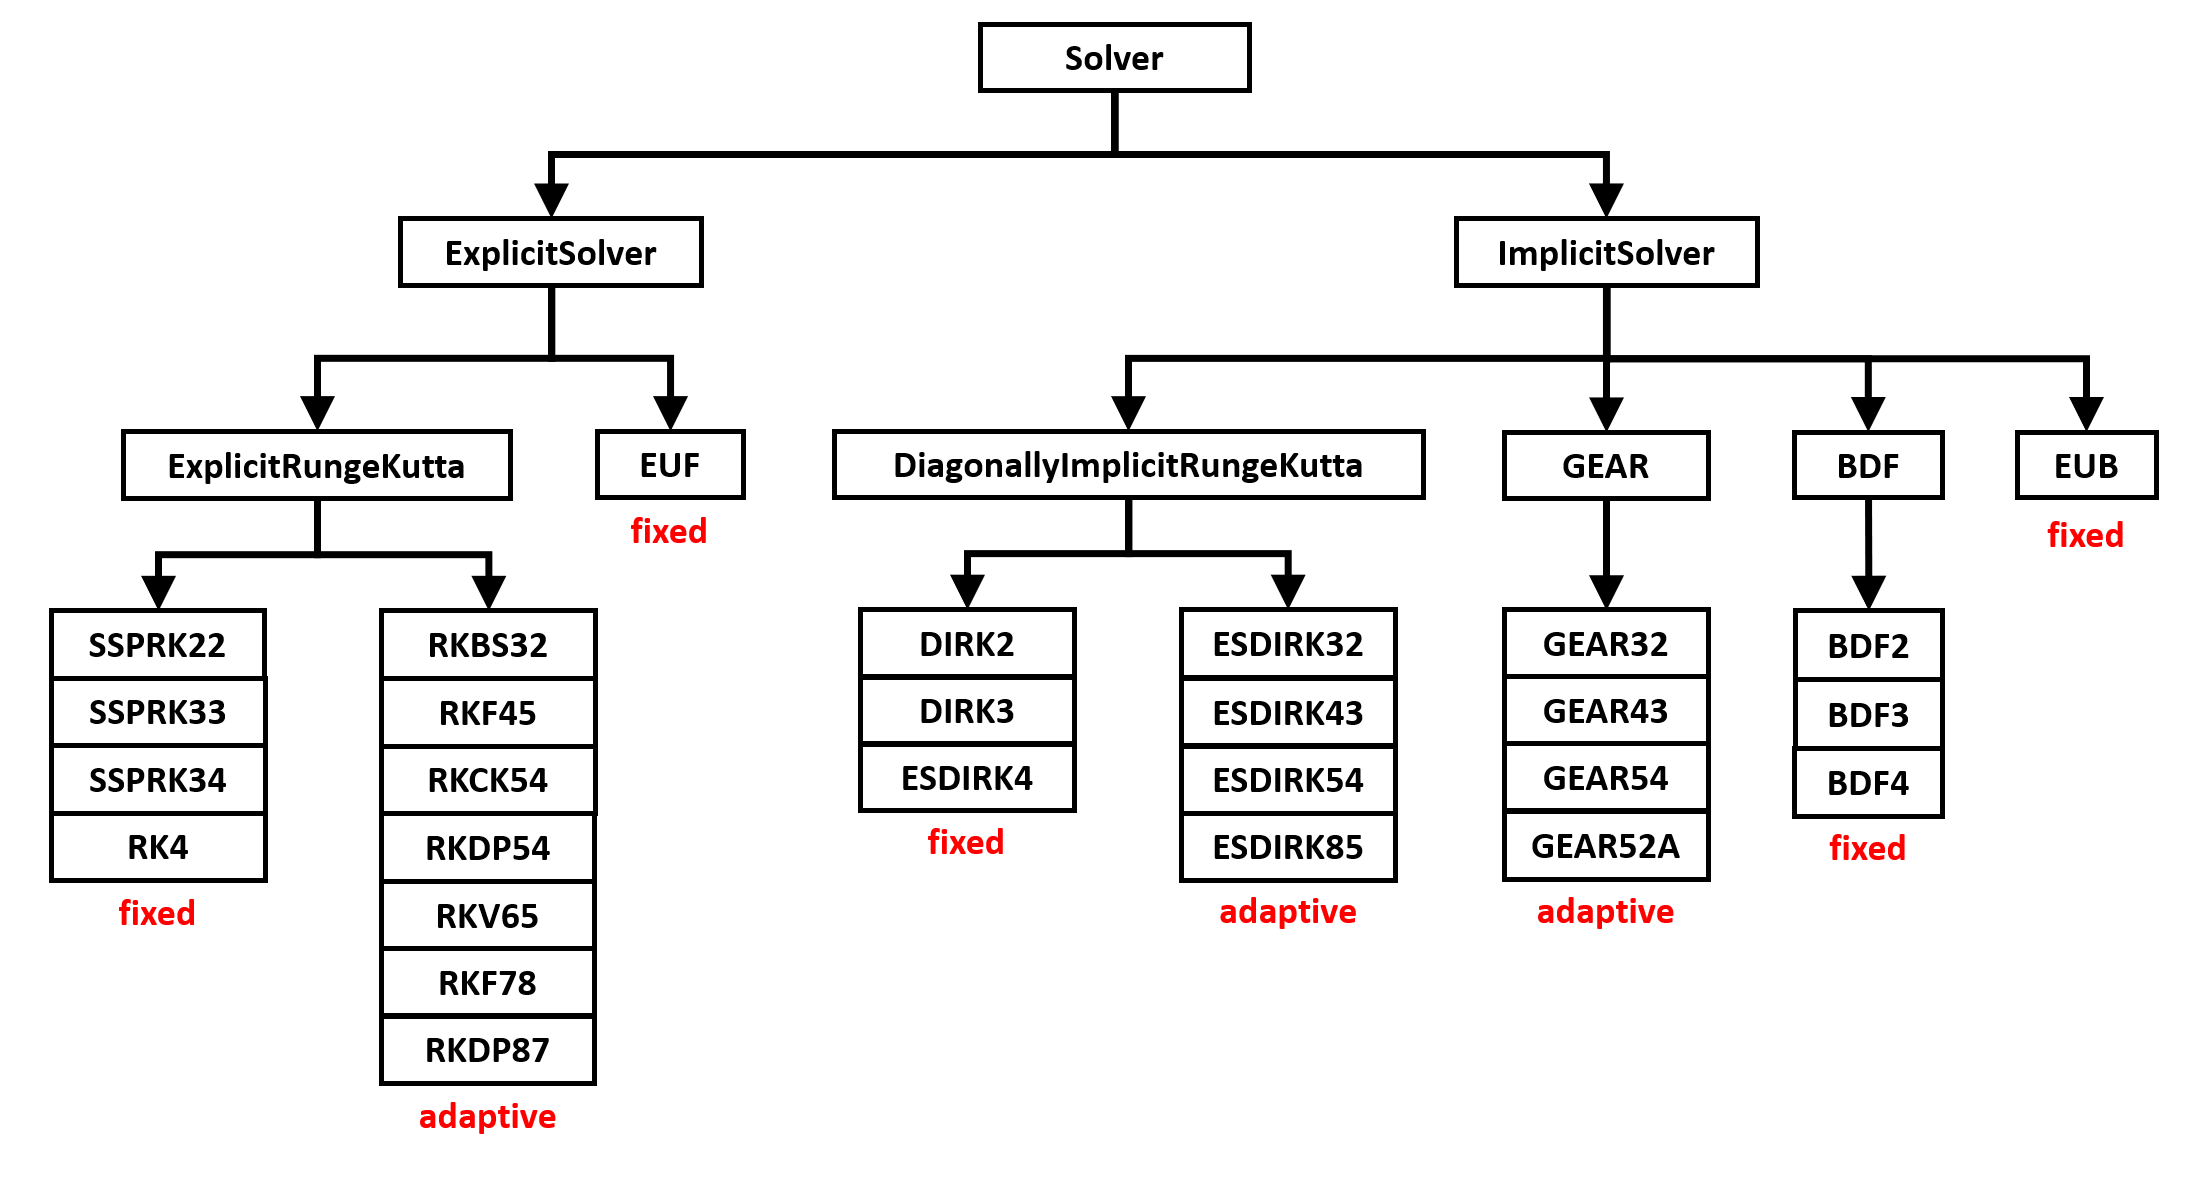 Solver
ExplicitSolver
ImplicitSolver
ExplicitRungeKutta
EUF
fixed
DiagonallyImplicitRungeKutta
GEAR
BDF
EUB
fixed
SSPRK22
SSPRK33
SSPRK34
RK4
fixed
RKBS32
RKF45
RKCK54
RKDP54
RKV65
RKF78
RKDP87
adaptive
DIRK2
DIRK3
ESDIRK4
fixed
ESDIRK32
ESDIRK43
ESDIRK54
ESDIRK85
adaptive
GEAR32
GEAR43
GEAR54
GEAR52A
adaptive
BDF2
BDF3
BDF4
fixed